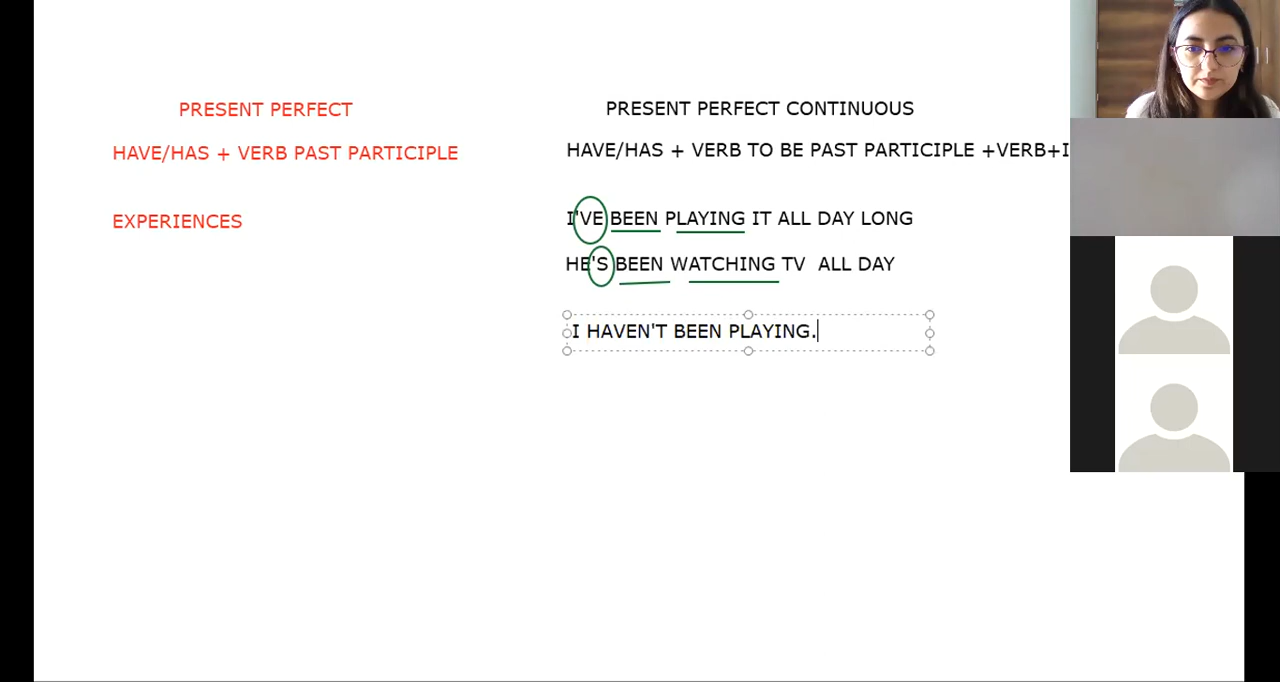 PRESENT PERFECT
HAVE/HAS + VERB PAST PARTICIPLE
EXPERIENCES
PRESENT PERFECT CONTINUOUS
HAVE/HAS + VERB TO BE PAST PARTICIPLE +VERB+I
I'VE BEEN PLAYING IT ALL DAY LONG
HE'S BEEN WATCHING TV ALL DAY
I HAVEN'T BEEN PLAYING.